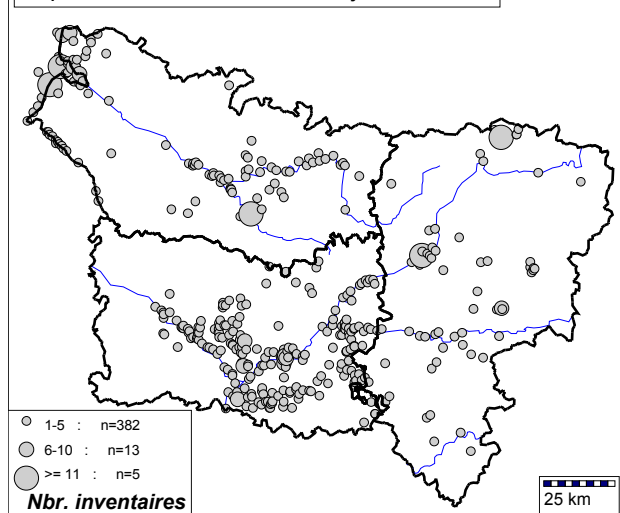 1-5 : n=382
6-10 : n=13
>= 11 : n=5
Nbr. inventaires
25 km